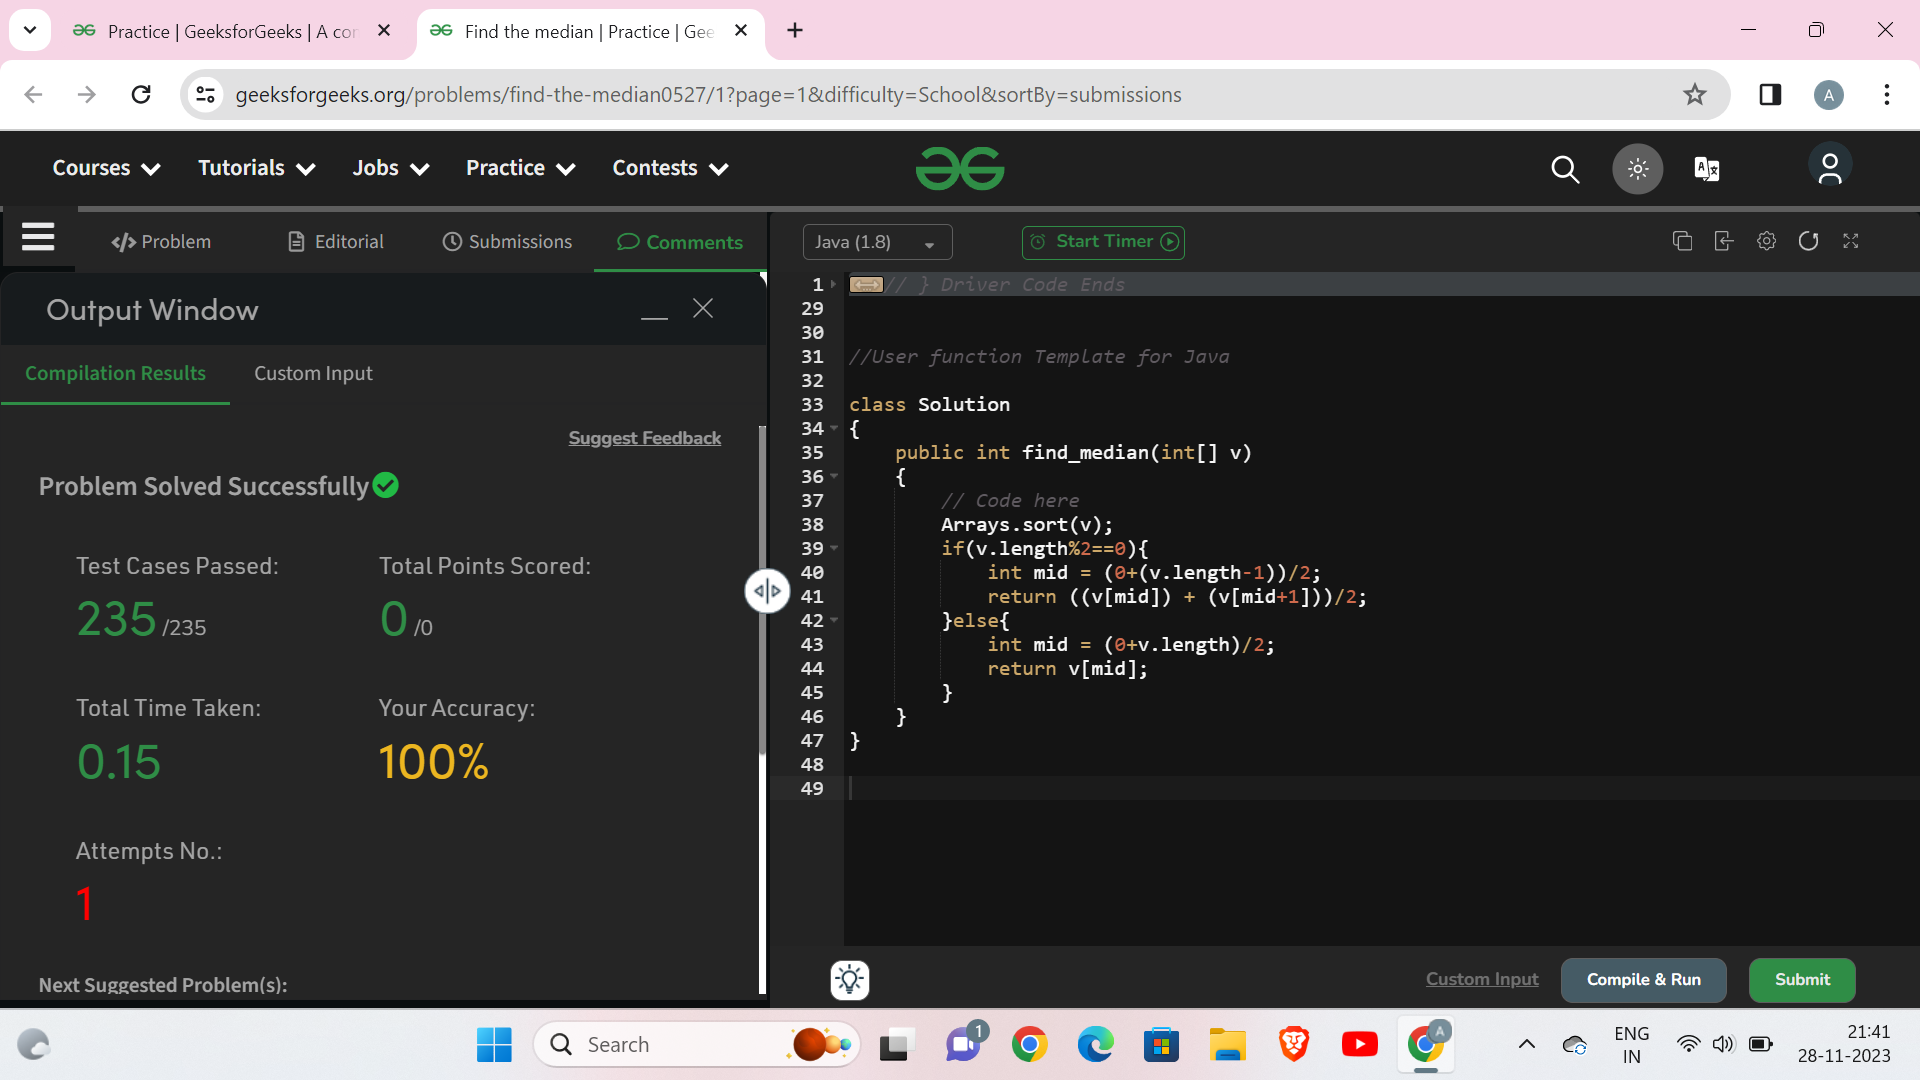 Practice | GeeksforGeeks | A cor
Find the median | Practice | Gee
geeksforgeeks.org/problems/find-the-median0527/1?page=1&difficulty=School&sortBy=submissions
A
Courses
Tutorials
Jobs
Practice
Contests
</> Problem
Editorial
Submissions
Comments
Java (1.8)
Start Timer
Output Window
Compilation Results
Custom Input
Suggest Feedback
Problem Solved Successfully
Test Cases Passed:
235 /235
Total Points Scored:
0 /0
Total Time Taken:
0.15
Your Accuracy:
100%
Attempts No.:
1
Next Suggested Problem(s):
1 // } Driver Code Ends
29
30
31 //User function Template for Java
32
33 class Solution
34 {
35 public int find_median(int[] v)
36 {
37 // Code here
38 Arrays.sort(v);
39 if(v.length%2==0){
40 int mid = (0+(v.length-1))/2;
41 return ((v[mid]) + (v[mid+1]))/2;
42 }else{
43 int mid = (0+v.length)/2;
44 return v[mid];
45 }
46 }
47 }
48
49
Custom Input
Compile & Run
Submit
Search
1
A
ENG
IN
21:41
28-11-2023